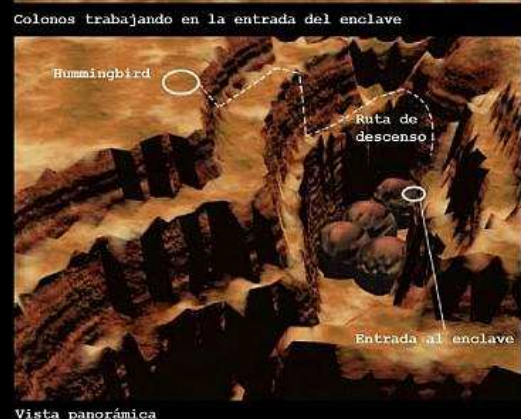 Colonos trabajando en la entrada del enclave
Hummingbird
Ruta de
descenso
Entrada al enclave
Vista panorámica